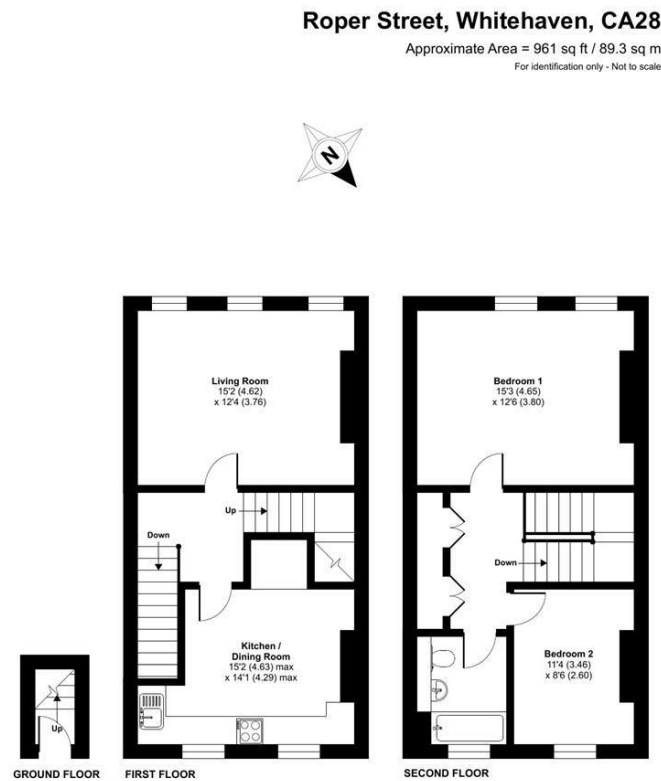 Roper Street, Whitehaven, CA28
Approximate Area = 961 sq ft / 89.3 sq m
For identification only - Not to scale
N
Living Room
15'2 (4.62)
x 12'4 (3.76)
Up
Down
Kitchen /
Dining Room
15'2 (4.63) max
x 14'1 (4.29) max
Bedroom 1
15'3 (4.65)
x 12'6 (3.80)
Down
Bedroom 2
11'4 (3.46)
x 8'6 (2.60)
Up
GROUND FLOOR
FIRST FLOOR
SECOND FLOOR